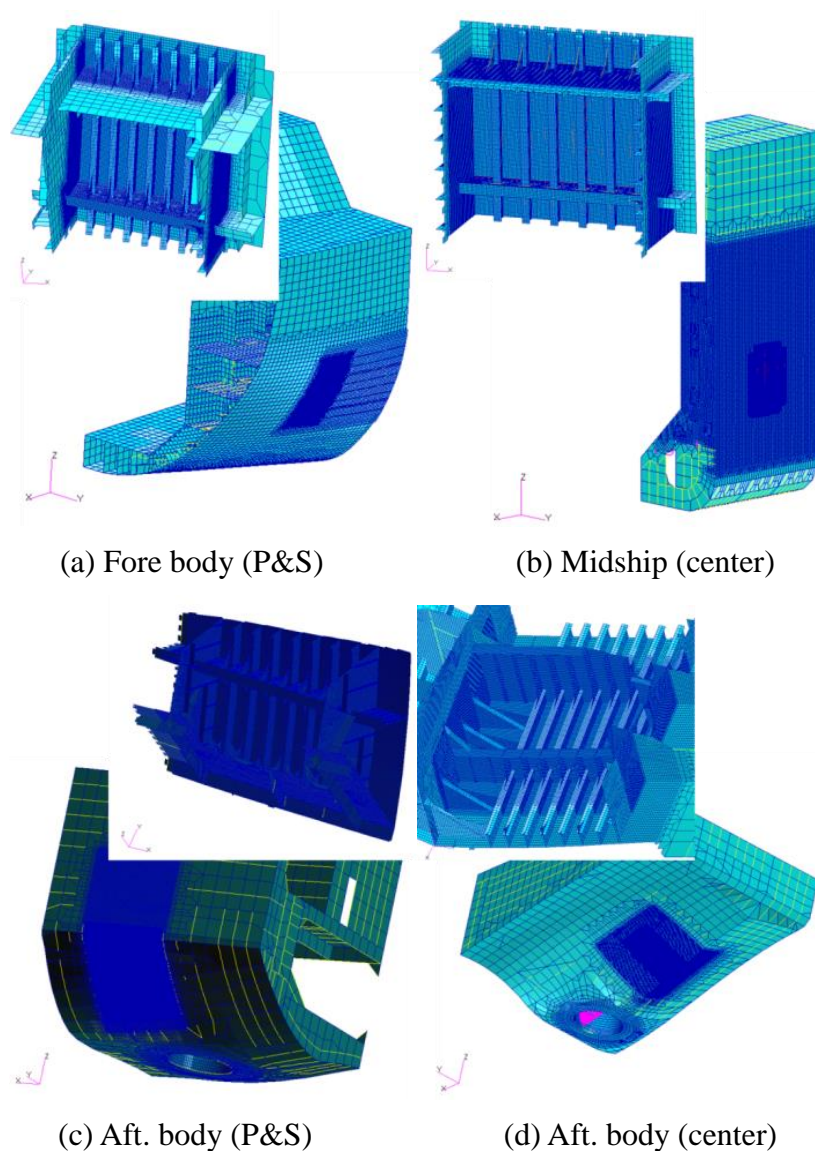 Z
Y
X
Z
Y
X
Z
X
Y
Z
X
Y
(a) Fore body (P&S)
(b) Midship (center)
Z
Y
X
Z
X
Y
Z
Y
X
(c) Aft. body (P&S)
(d) Aft. body (center)